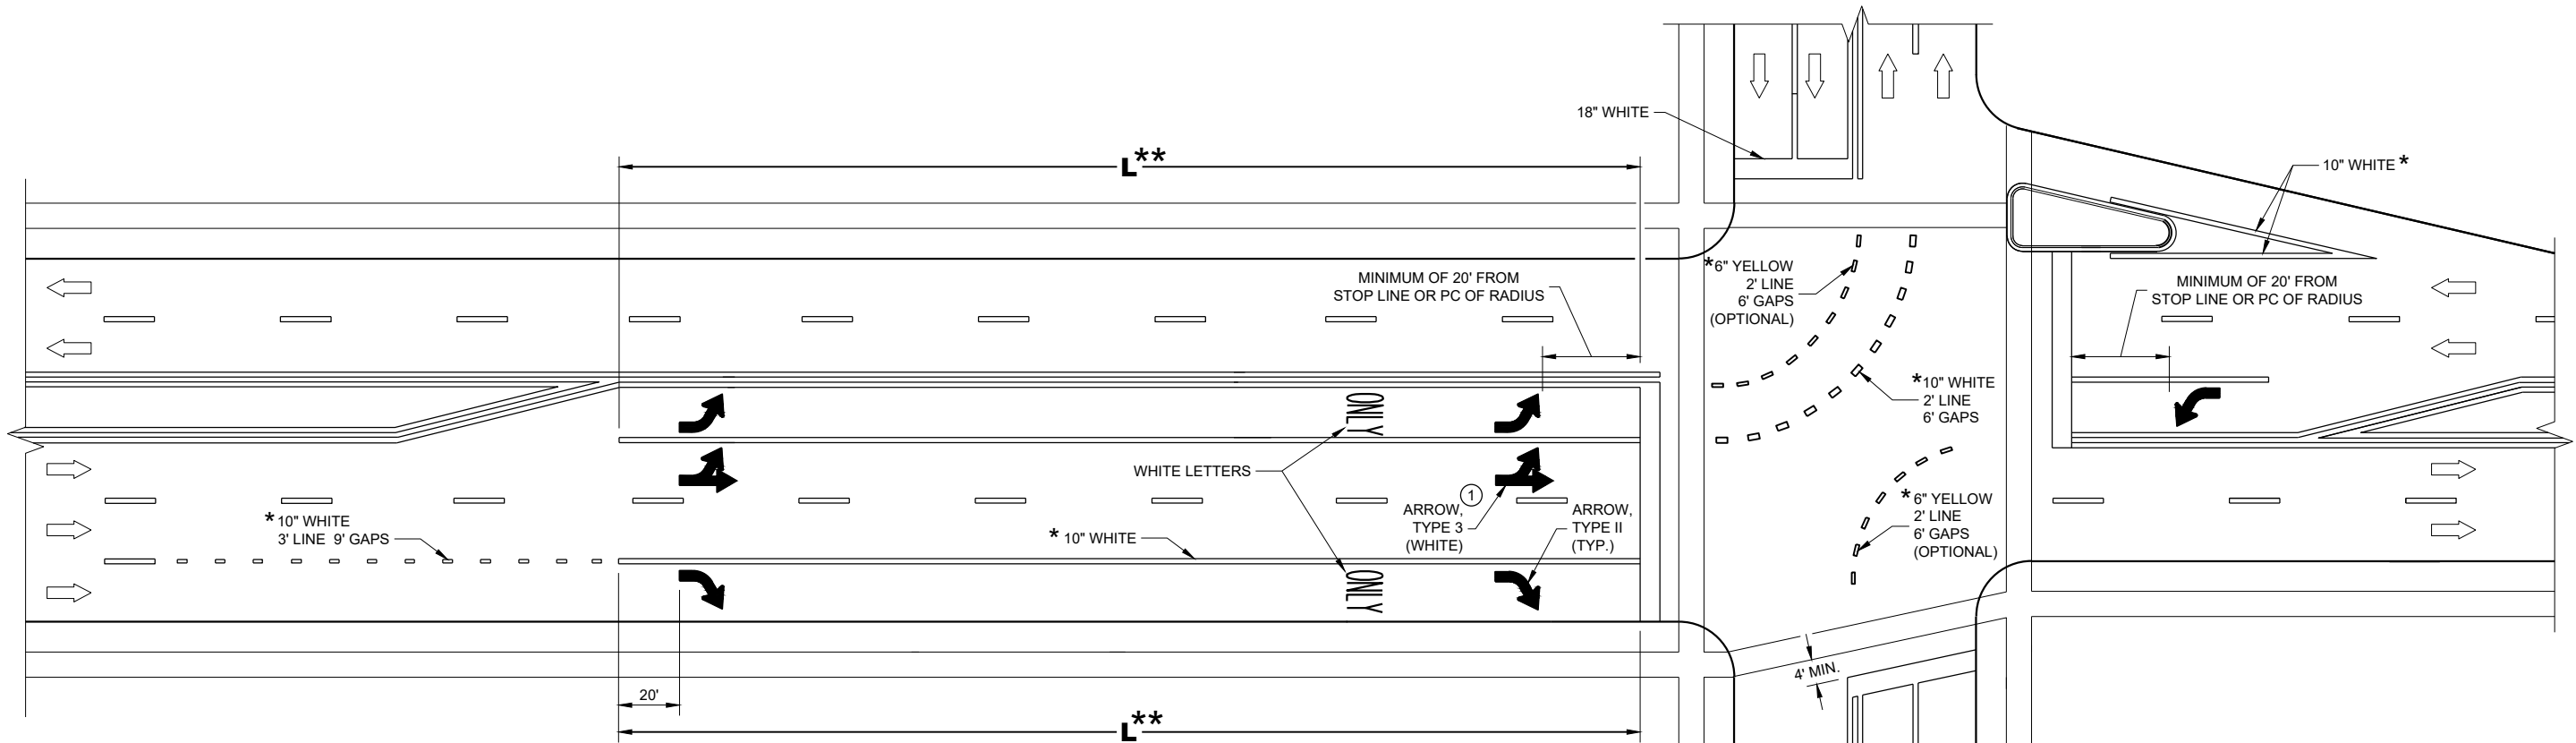 18" WHITE
L**
10" WHITE *
MINIMUM OF 20' FROM
STOP LINE OR PC OF RADIUS
*6" YELLOW
2' LINE
6' GAPS
(OPTIONAL)
MINIMUM OF 20' FROM
STOP LINE OR PC OF RADIUS
*10" WHITE
2' LINE
6' GAPS
ONLY
WHITE LETTERS
1
ARROW,
TYPE 3
(WHITE)
ARROW,
TYPE II
(TYP.)
*6" YELLOW
2' LINE
6' GAPS
(OPTIONAL)
* 10" WHITE
3' LINE 9' GAPS
* 10" WHITE
ONLY
4' MIN.
20'
L**